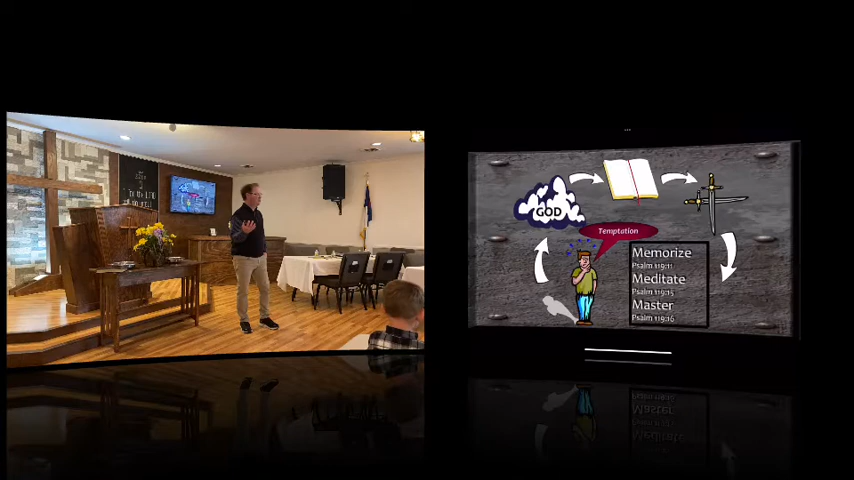 GOD
Temptation
Memorize
Psalm 119:11
Meditate
Psalm 119:15
Master
Psalm 119:16